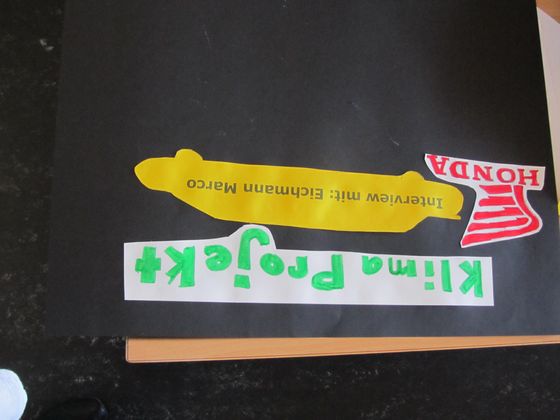 Klima Projekt
Interview mit: Eichmann Marco
HONDA